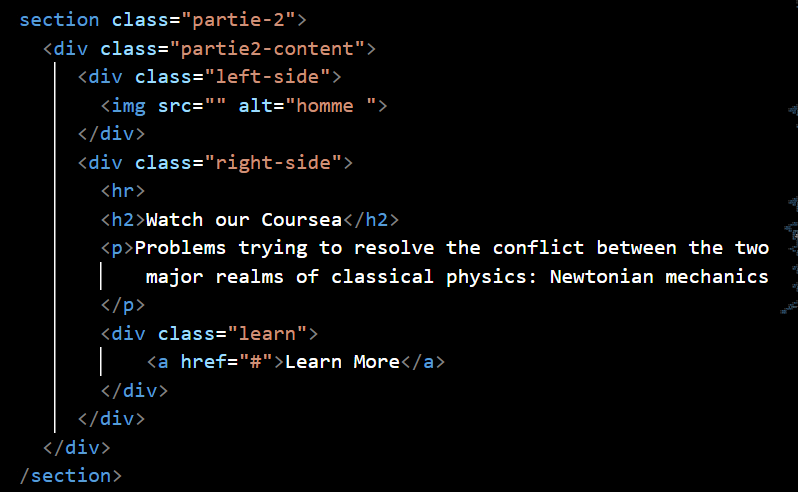 section class="partie-2">
<div class="partie2-content">
<div class="left-side">
<img src="" alt="homme ">
</div>
<div class="right-side">
<hr>
<h2>Watch our Coursea</h2>
<p>Problems trying to resolve the conflict between the two
major realms of classical physics: Newtonian mechanics
</p>
<div class="learn">
<a href="#">Learn More</a>
</div>
</div>
</div>
/section>